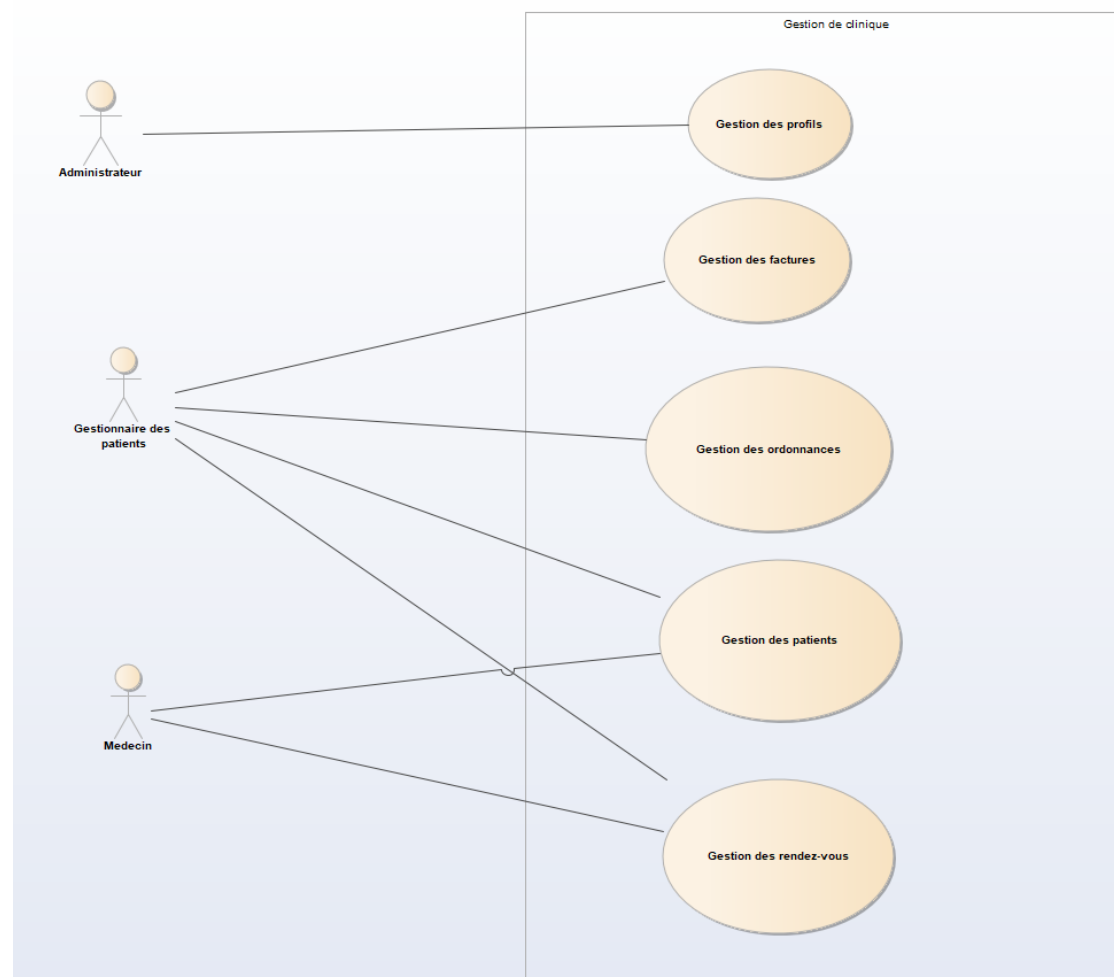 Gestion de clinique
Administrateur
Gestion des profils
Gestion des factures
Gestionnaire des
patients
Gestion des ordonnances
Gestion des patients
Medecin
Gestion des rendez-vous